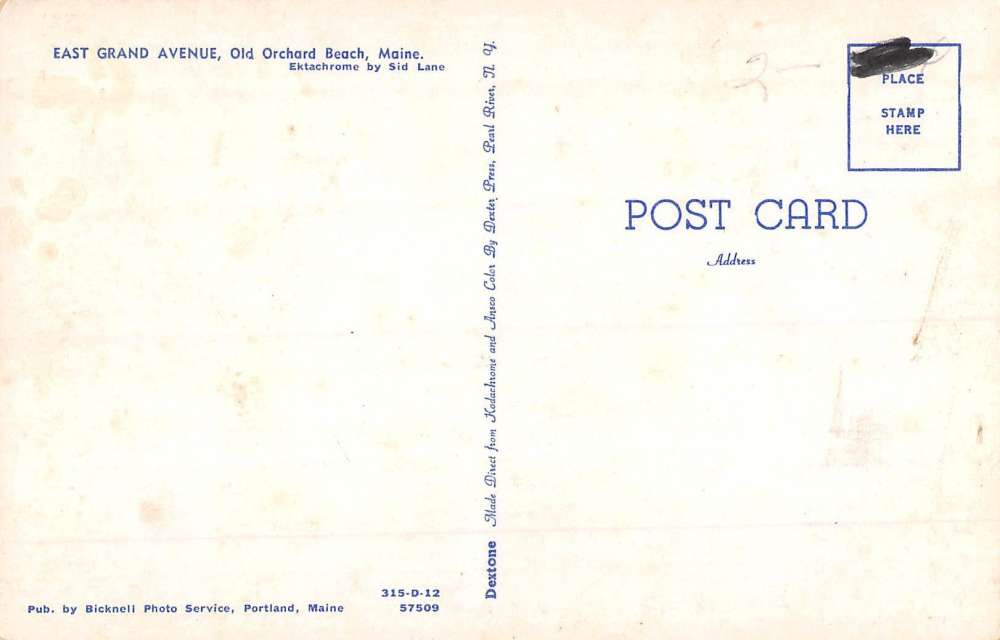 EAST GRAND AVENUE, Old Orchard Beach, Maine.
Ektachrome by Sid Lane
315-D-12
Pub. by Bicknell Photo Service, Portland, Maine 57509
Dextone Made Direct from Kodachrome and Ansco Color By Dexter Press, Pearl River, N. Y.
2-
PLACE
STAMP
HERE
POST CARD
Address